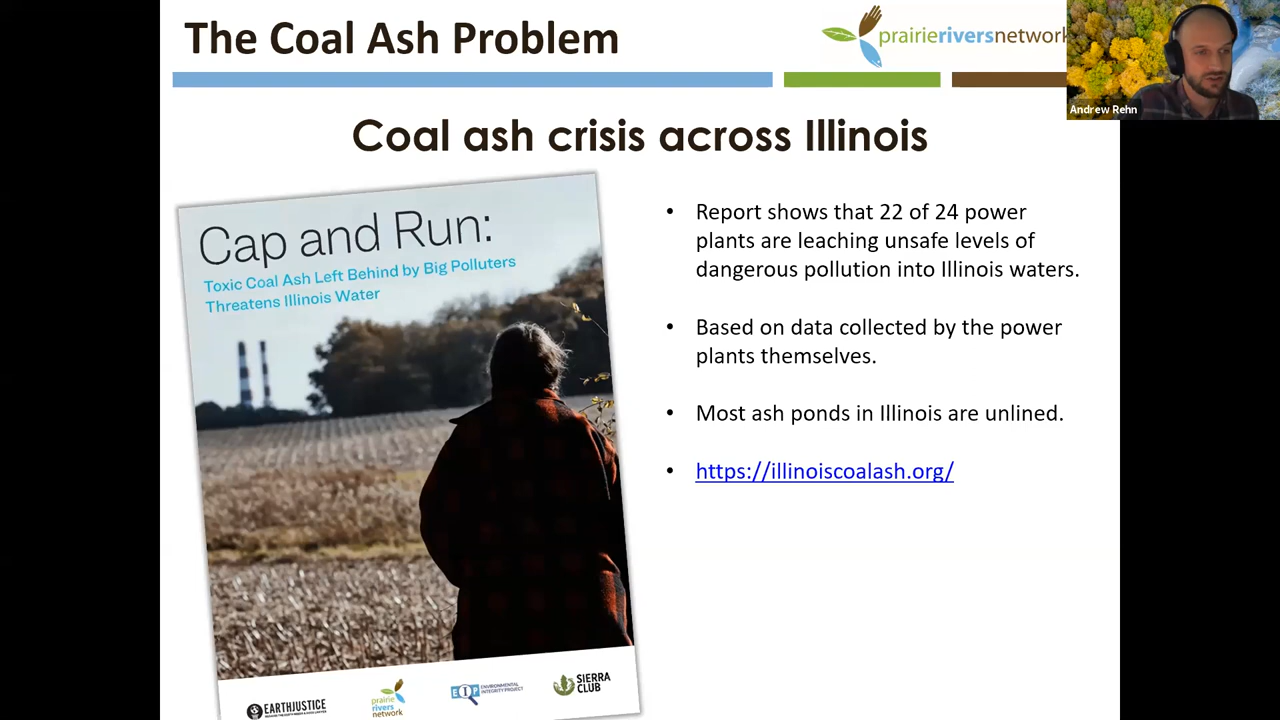 The Coal Ash Problem
prairieriversnetwork
Andrew Rehn
Coal ash crisis across Illinois
Cap and Run:
Toxic Coal Ash Left Behind by Big Polluters
Threatens Illinois Water
EARTHJUSTICE
prairie
rivers
network
EIP
ENVIRONMENTAL
INTEGRITY PROJECT
SIERRA
CLUB
• Report shows that 22 of 24 power
plants are leaching unsafe levels of
dangerous pollution into Illinois waters.
• Based on data collected by the power
plants themselves.
• Most ash ponds in Illinois are unlined.
• https://illinoiscoalash.org/